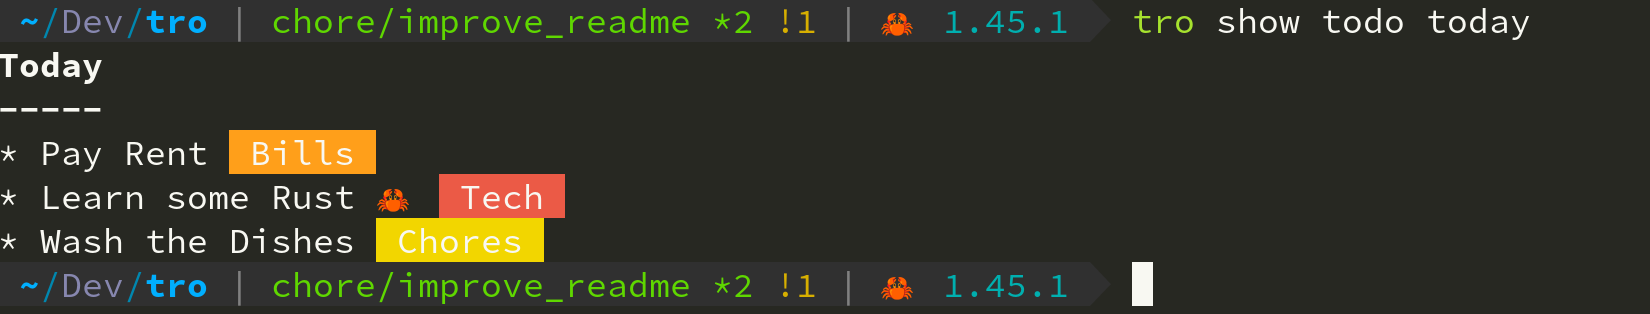 ~/Dev/tro | chore/improve_readme *2 !1 | 🦀 1.45.1 tro show todo today
Today
-----
* Pay Rent Bills
* Learn some Rust 🦀 Tech
* Wash the Dishes Chores
~/Dev/tro | chore/improve_readme *2 !1 | 🦀 1.45.1